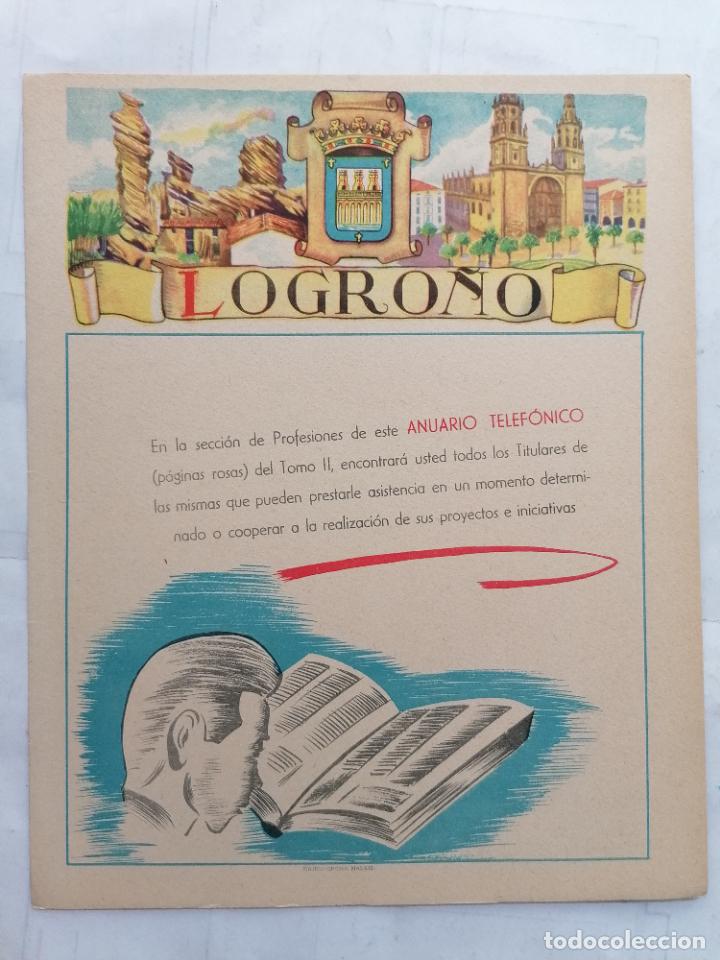 LOGROÑO
En la sección de Profesiones de este ANUARIO TELEFÓNICO
(páginas rosas) del Tomo II, encontrará usted todos los Titulares de
las mismas que pueden prestarle asistencia en un momento determi-
nado o cooperar a la realización de sus proyectos e iniciativas
todocoleccion
todocoleccion.net